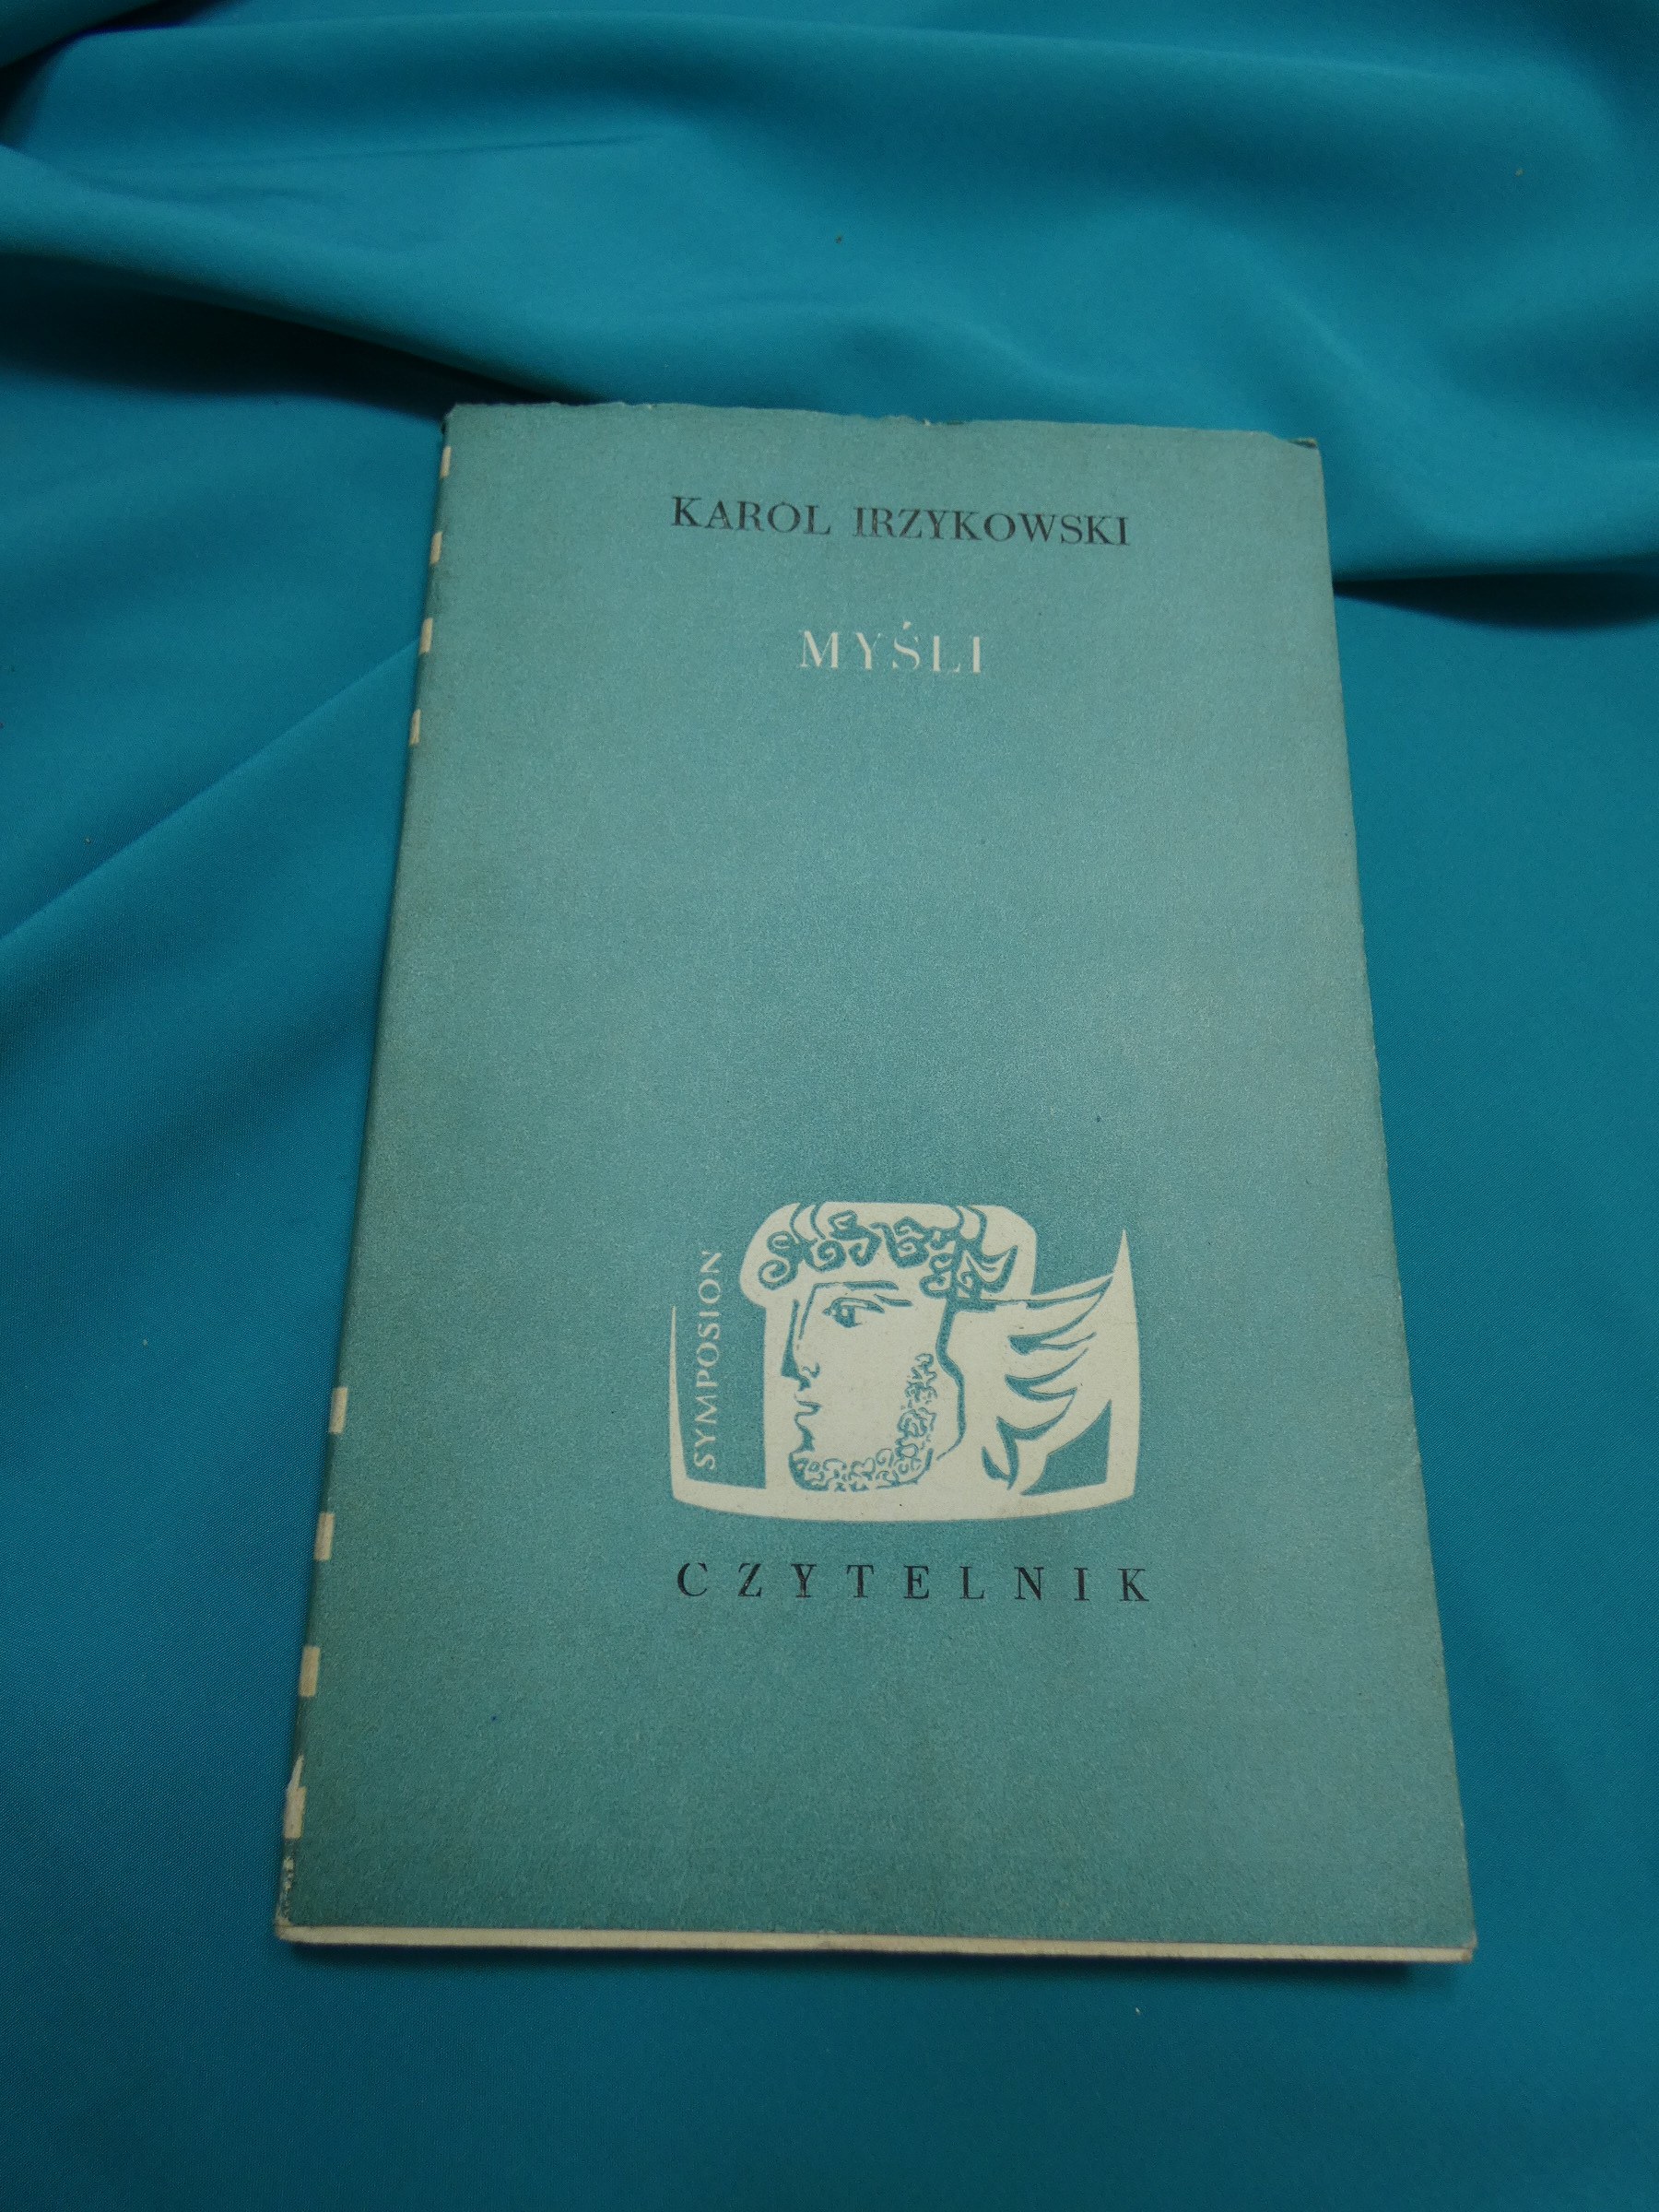 KAROL IRZYKOWSKI
MYŚLI
SYMPOSION
CZYTELNIK